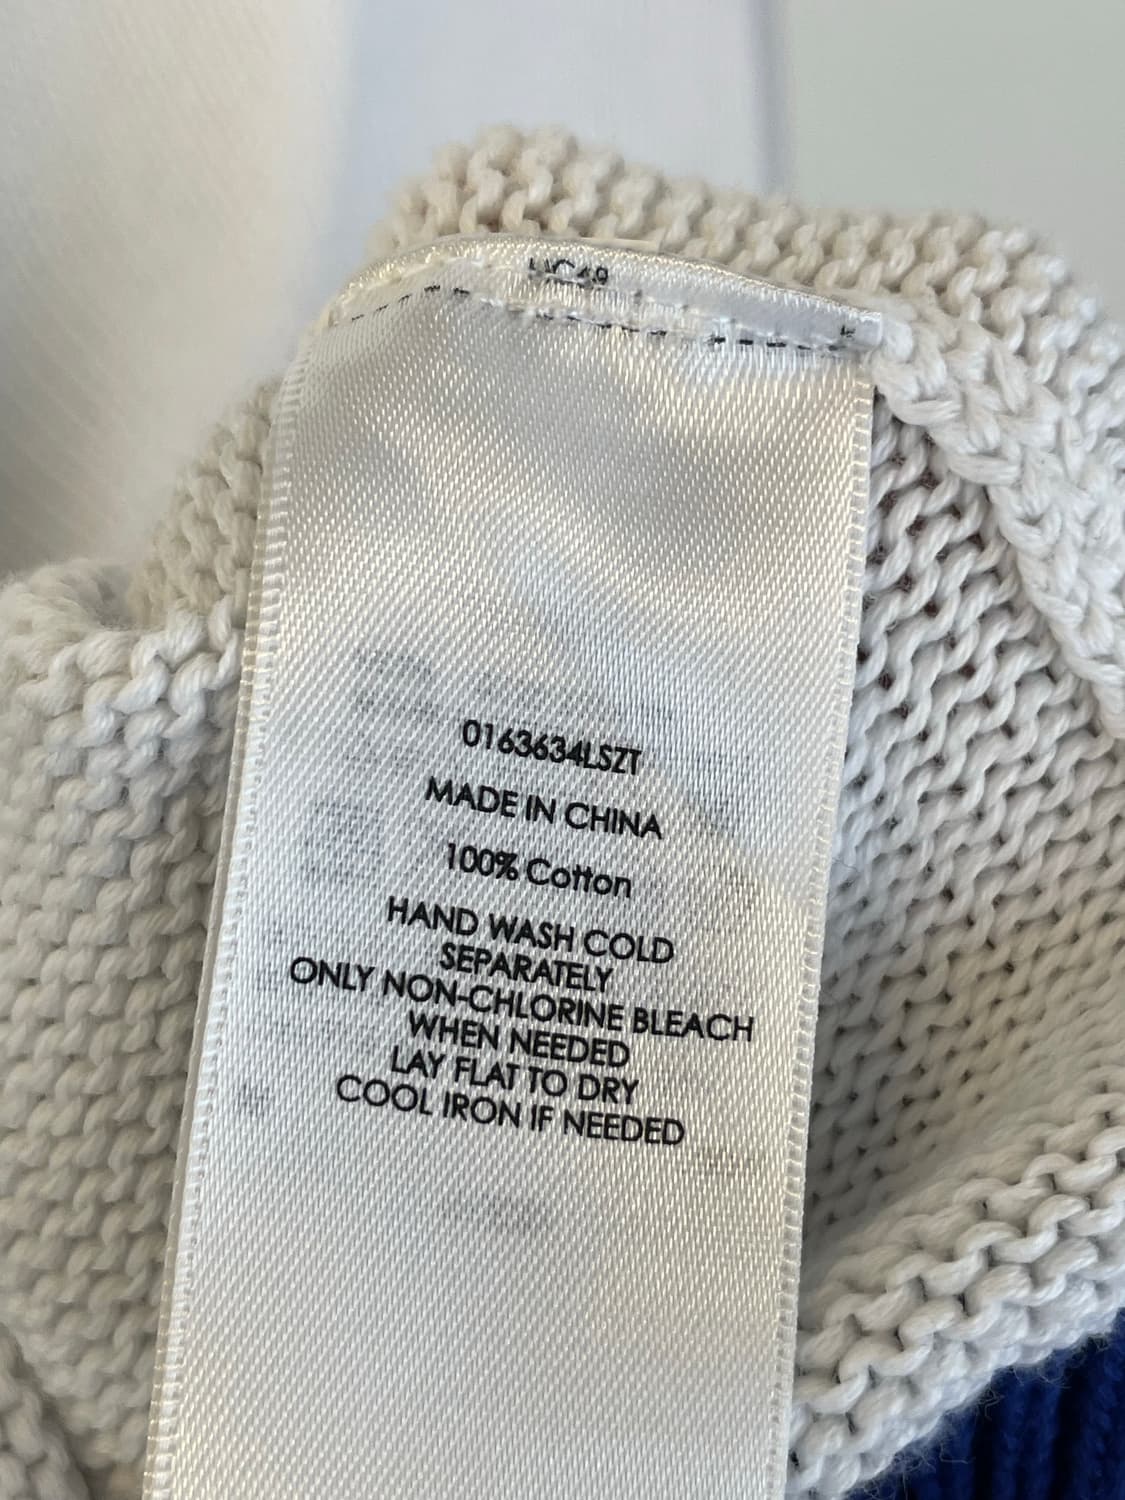 0163634LSZT
MADE IN CHINA
100% Cotton
HAND WASH COLD
SEPARATELY
ONLY NON-CHLORINE BLEACH
WHEN NEEDED
LAY FLAT TO DRY
COOL IRON IF NEEDED